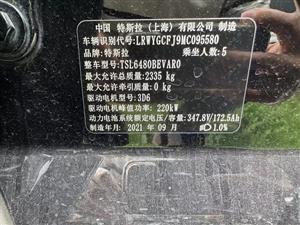 中国 特斯拉(上海)有限公司 制造
车辆识别代号:LRWYGCFJ9MC095580
品牌:特斯拉 乘坐人数:5
整车型号:TSL6480BEVAR0
最大允许总质量:2335 kg
最大允许牵引质量:0 kg
驱动电机型号:3D6
驱动电机峰值功率:220kW
动力电池系统额定电压/容量:347.8V/172.5Ah
制造年月:2021 年 09 月 1.0%